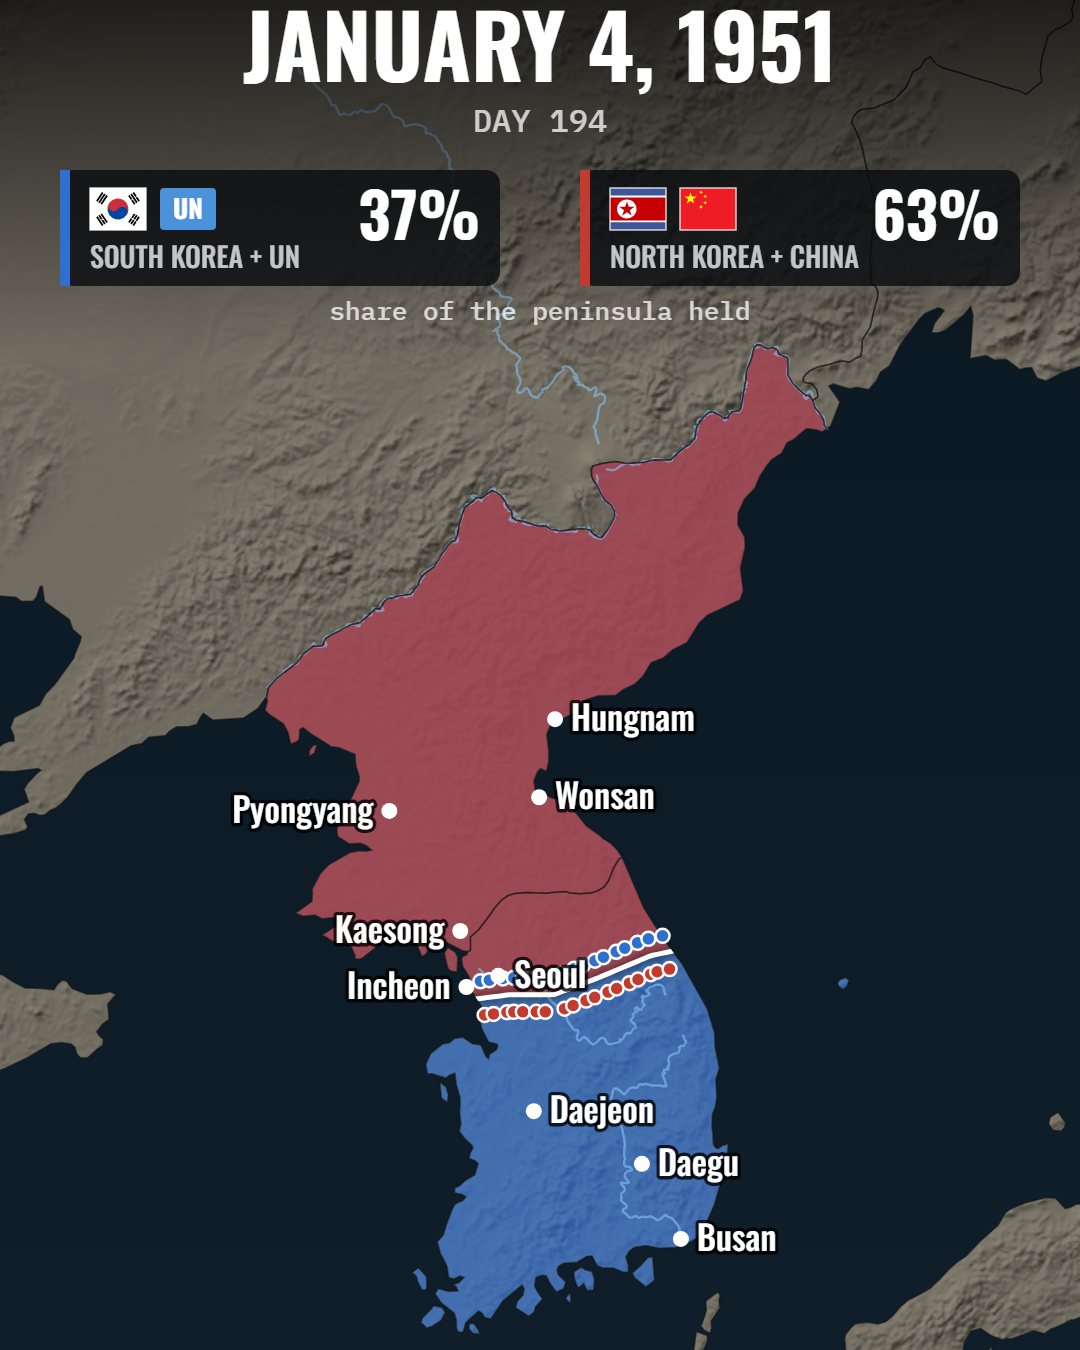 JANUARY 4, 1951
DAY 194
UN
37%
SOUTH KOREA + UN
63%
NORTH KOREA + CHINA
share of the peninsula held
Hungnam
Wonsan
Pyongyang
Kaesong
Seoul
Incheon
Daejeon
Daegu
Busan